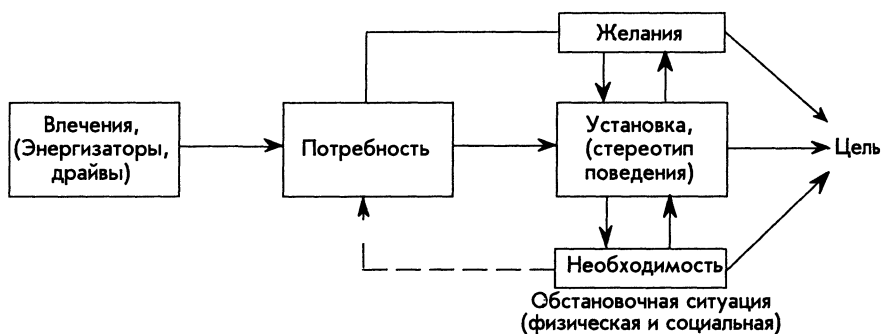 Желания
Влечения,
(Энергизаторы,
драйвы)
Потребность
Установка,
(стереотип
поведения)
Цель
Необходимость
Обстановочная ситуация
(физическая и социальная)